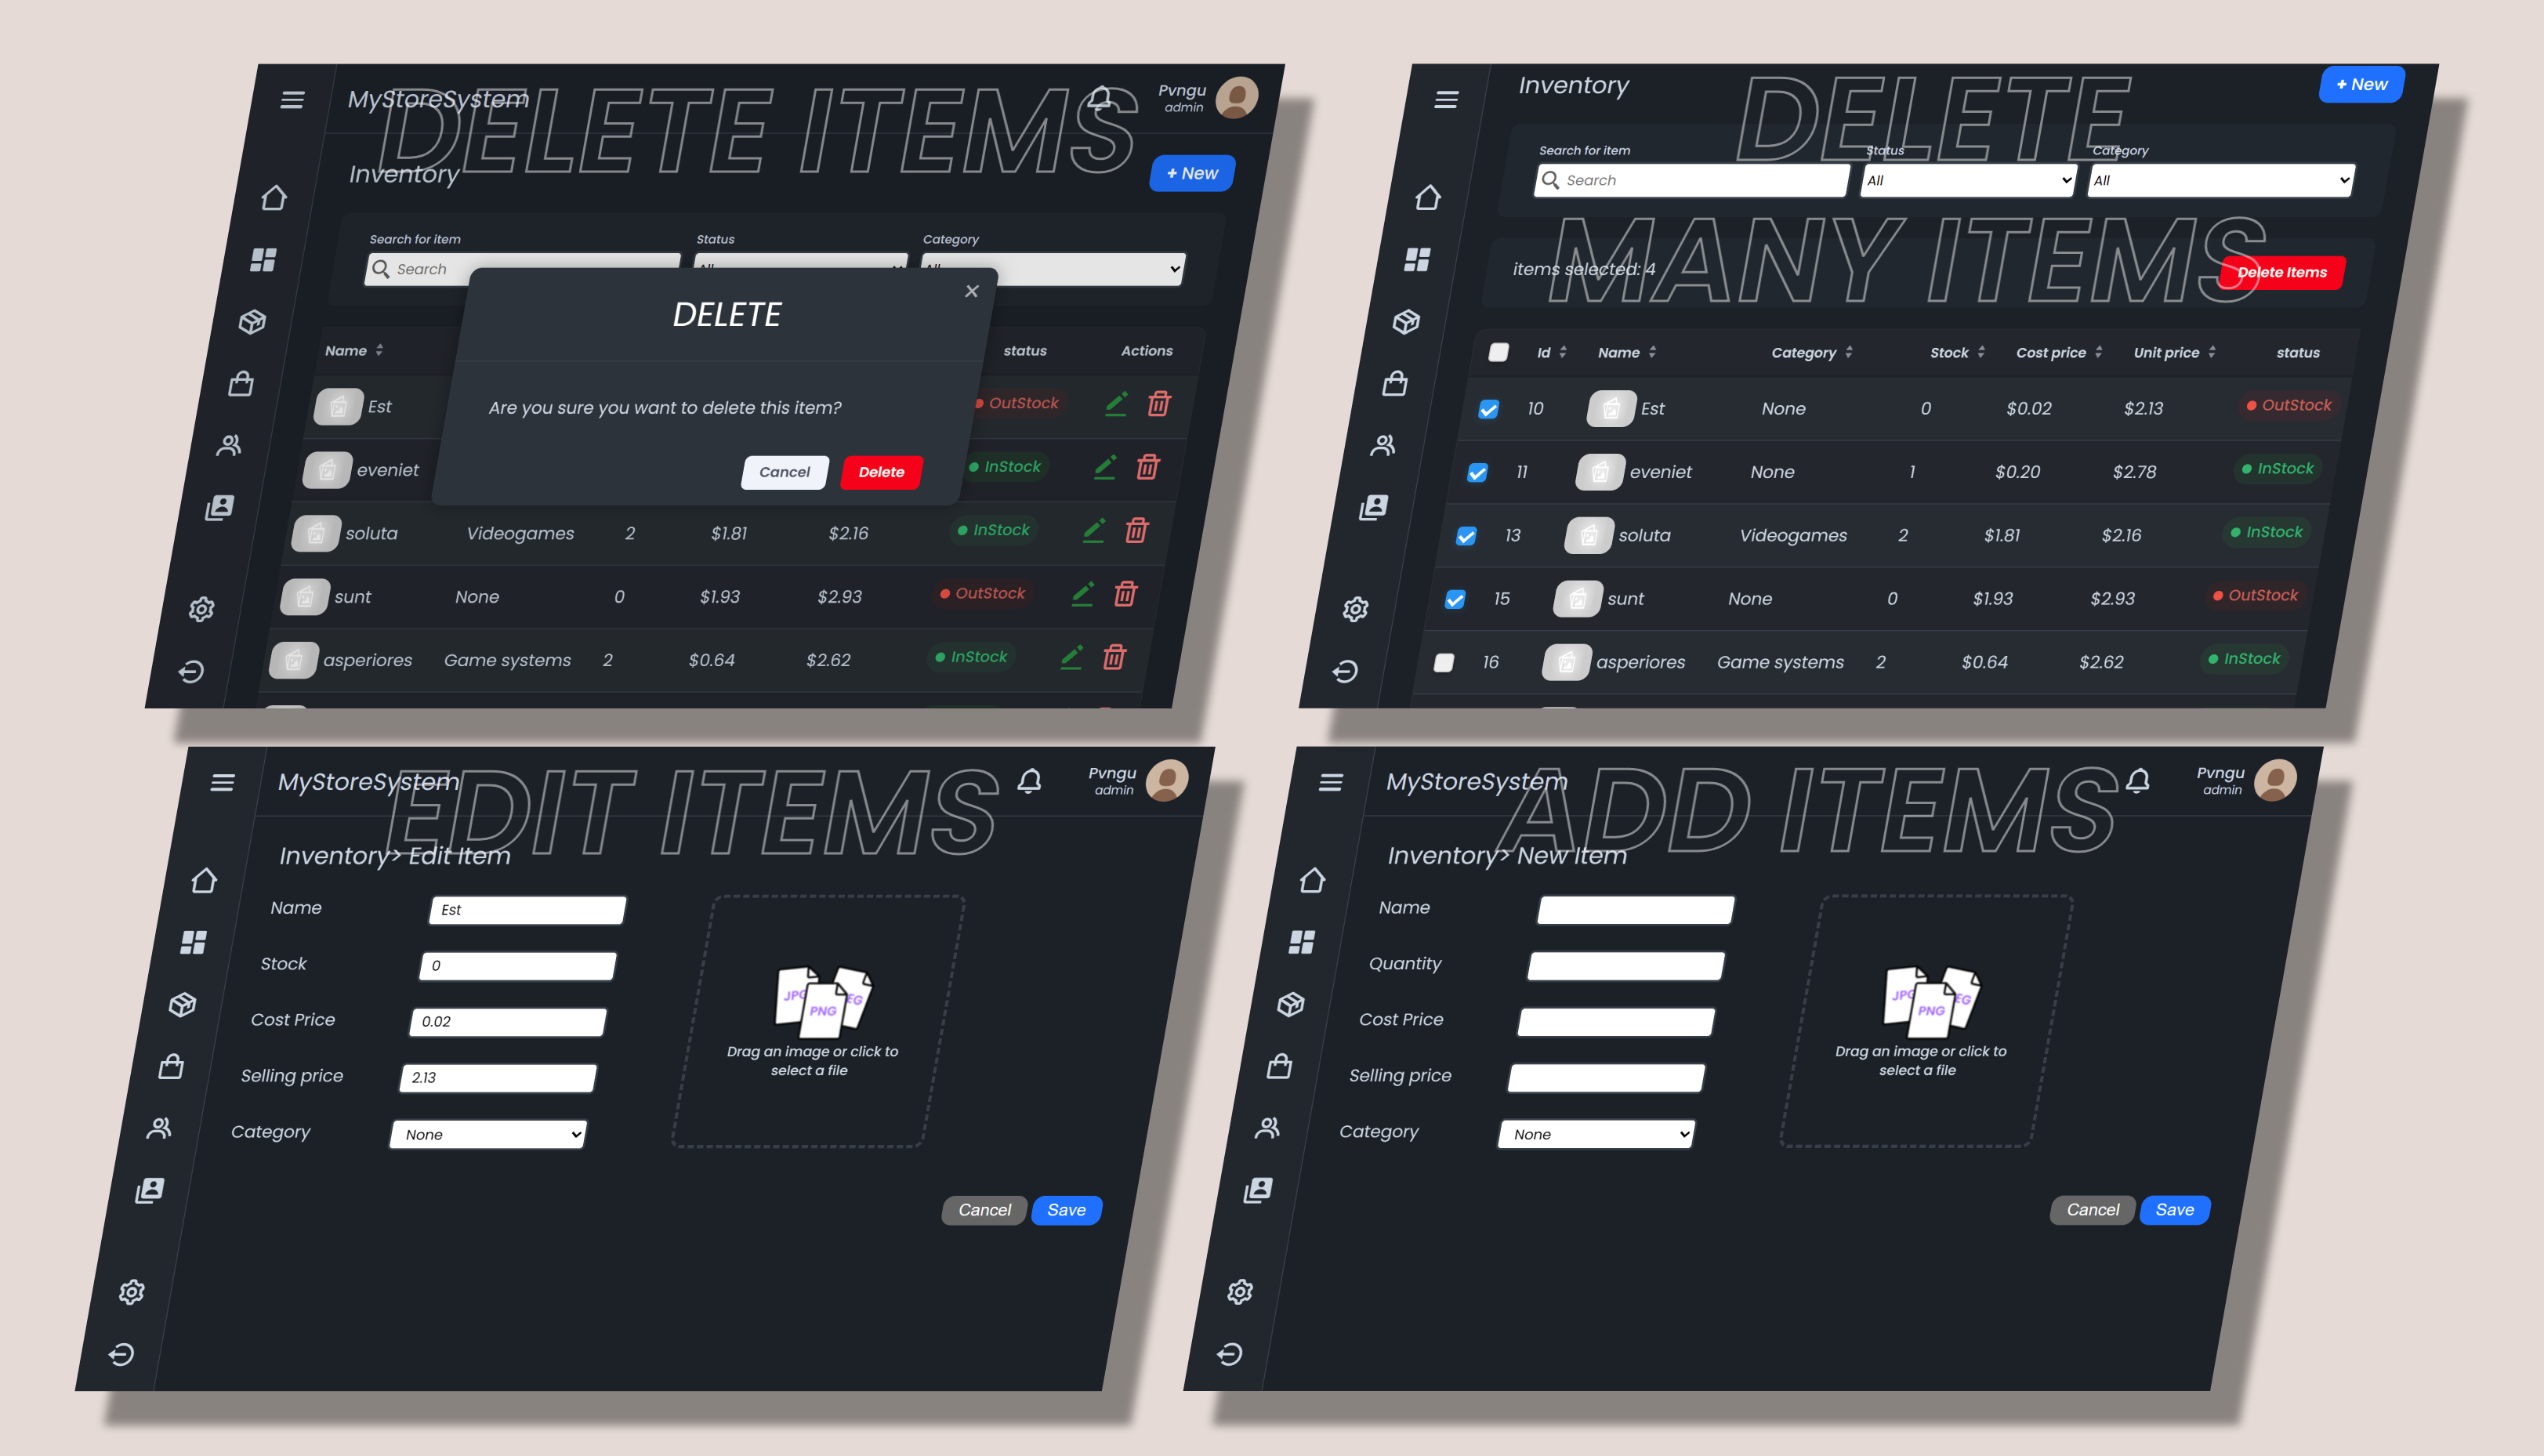 DELETE ITEMS
MyStoreSystem
Pvngu
admin
Inventory
+ New
Search for item
Status
Category
Search
All
All
DELETE
Are you sure you want to delete this item?
Cancel
Delete
Name
status
Actions
Est
OutStock
eveniet
InStock
soluta Videogames 2 $1.81 $2.16 InStock
sunt None 0 $1.93 $2.93 OutStock
asperiores Game systems 2 $0.64 $2.62 InStock
DELETE
MANY ITEMS
Inventory
+ New
Search for item
Status
Category
Search
All
All
items selected: 4
Delete Items
Id Name Category Stock Cost price Unit price status
10 Est None 0 $0.02 $2.13 OutStock
11 eveniet None 1 $0.20 $2.78 InStock
13 soluta Videogames 2 $1.81 $2.16 InStock
15 sunt None 0 $1.93 $2.93 OutStock
16 asperiores Game systems 2 $0.64 $2.62 InStock
EDIT ITEMS
MyStoreSystem
Pvngu
admin
Inventory> Edit Item
Name Est
Stock 0
Cost Price 0.02
Selling price 2.13
Category None
JPG
PNG
EG
Drag an image or click to
select a file
Cancel
Save
ADD ITEMS
MyStoreSystem
Pvngu
admin
Inventory> New Item
Name
Quantity
Cost Price
Selling price
Category None
JPG
PNG
EG
Drag an image or click to
select a file
Cancel
Save